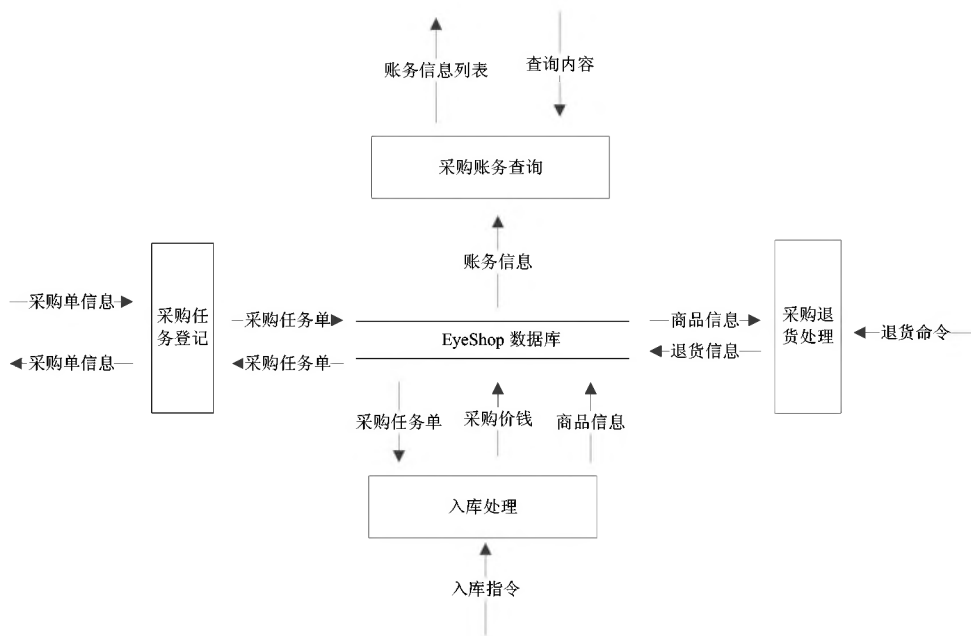 账务信息列表
查询内容
采购账务查询
账务信息
采购单信息
采购单信息
采购任
务登记
采购任务单
采购任务单
EyeShop 数据库
商品信息
退货信息
采购退
货处理
退货命令
采购任务单
采购价钱
商品信息
入库处理
入库指令